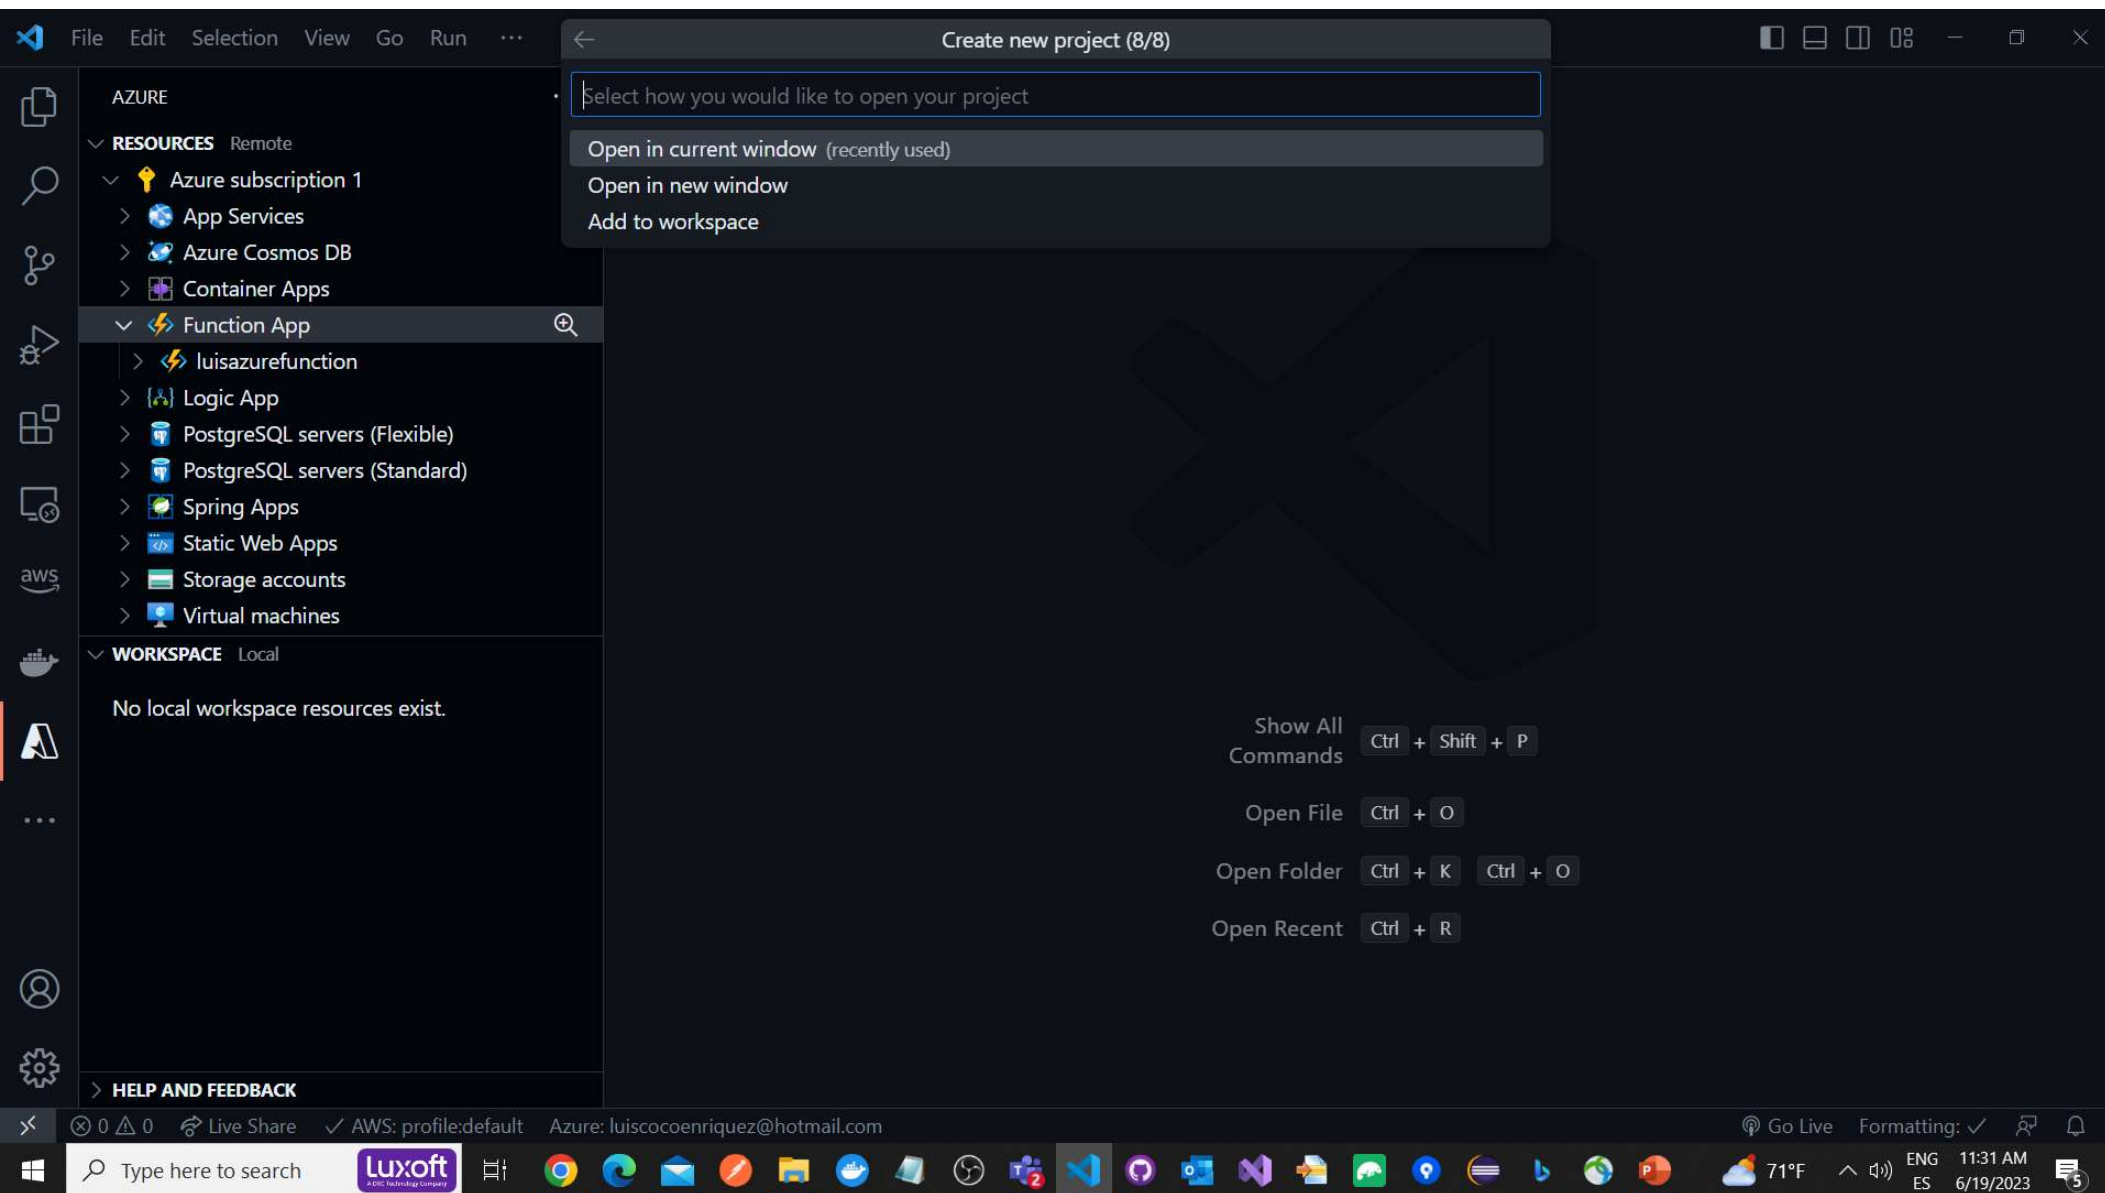 File Edit Selection View Go Run ···
Create new project (8/8)
Select how you would like to open your project
Open in current window (recently used)
Open in new window
Add to workspace
AZURE
RESOURCES Remote
Azure subscription 1
App Services
Azure Cosmos DB
Container Apps
Function App
luisazurefunction
Logic App
PostgreSQL servers (Flexible)
PostgreSQL servers (Standard)
Spring Apps
Static Web Apps
Storage accounts
Virtual machines
WORKSPACE Local
No local workspace resources exist.
HELP AND FEEDBACK
aws
Show All Commands Ctrl + Shift + P
Open File Ctrl + O
Open Folder Ctrl + K Ctrl + O
Open Recent Ctrl + R
0 0 Live Share AWS: profile:default Azure: luiscocoenriquez@hotmail.com Go Live Formatting:
Type here to search
Luxoft
A DXC Technology Company
2
71°F
ENG
ES
11:31 AM
6/19/2023
5